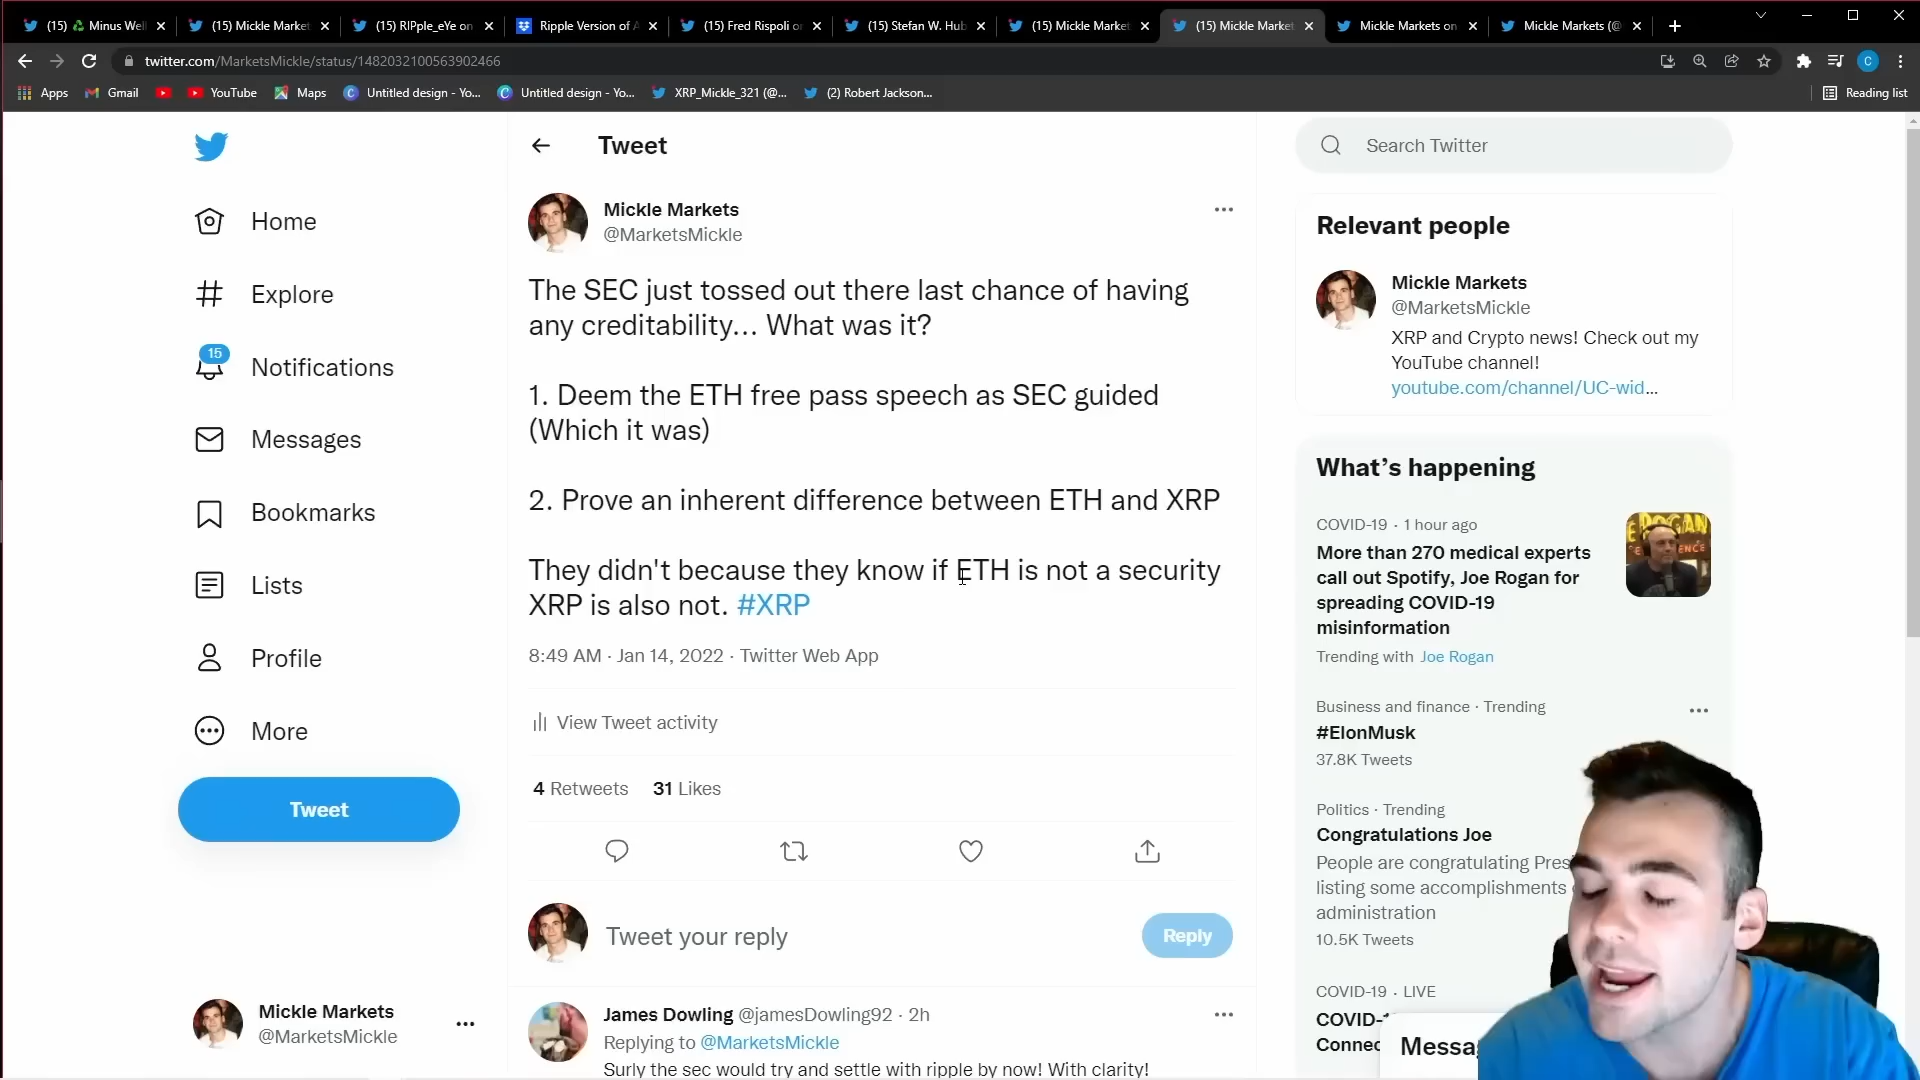 (15) ♻ Minus Wel
(15) Mickle Market
(15) RIPple_eYe on
Ripple Version of A
(15) Fred Rispoli on
(15) Stefan W. Hub
(15) Mickle Market
(15) Mickle Market
Mickle Markets on
Mickle Markets (@
twitter.com/MarketsMickle/status/1482032100563902466
C
Apps
Gmail
YouTube
Maps
Untitled design - Yo...
Untitled design - Yo...
XRP_Mickle_321 (@...
(2) Robert Jackson...
Reading list
Home
Explore
15
Notifications
Messages
Bookmarks
Lists
Profile
More
Tweet
Mickle Markets
@MarketsMickle
Tweet
Mickle Markets
@MarketsMickle
The SEC just tossed out there last chance of having
any creditability... What was it?
1. Deem the ETH free pass speech as SEC guided
(Which it was)
2. Prove an inherent difference between ETH and XRP
They didn't because they know if ETH is not a security
XRP is also not. #XRP
8:49 AM · Jan 14, 2022 · Twitter Web App
View Tweet activity
4 Retweets 31 Likes
Tweet your reply
Reply
James Dowling @jamesDowling92 · 2h
Replying to @MarketsMickle
Surly the sec would try and settle with ripple by now! With clarity!
Search Twitter
Relevant people
Mickle Markets
@MarketsMickle
XRP and Crypto news! Check out my
YouTube channel!
youtube.com/channel/UC-wid...
What's happening
COVID-19 · 1 hour ago
More than 270 medical experts
call out Spotify, Joe Rogan for
spreading COVID-19
misinformation
Trending with Joe Rogan
Business and finance · Trending
#ElonMusk
37.8K Tweets
Politics · Trending
Congratulations Joe
People are congratulating Pres
listing some accomplishments
administration
10.5K Tweets
COVID-19 · LIVE
COVID-
Connec
Messa